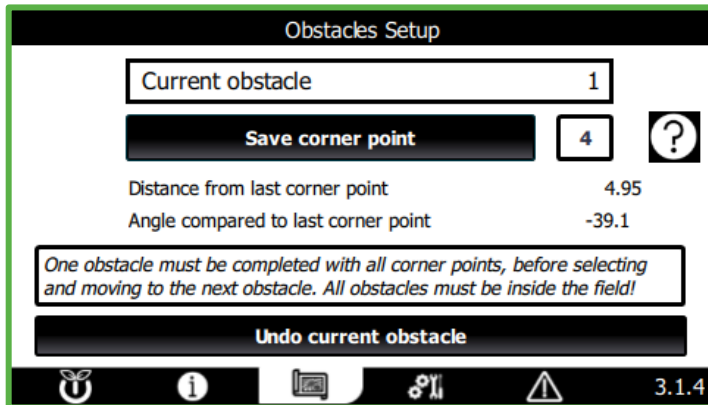 Obstacles Setup
Current obstacle 1
Save corner point 4 ?
Distance from last corner point 4.95
Angle compared to last corner point -39.1
One obstacle must be completed with all corner points, before selecting
and moving to the next obstacle. All obstacles must be inside the field!
Undo current obstacle
3.1.4